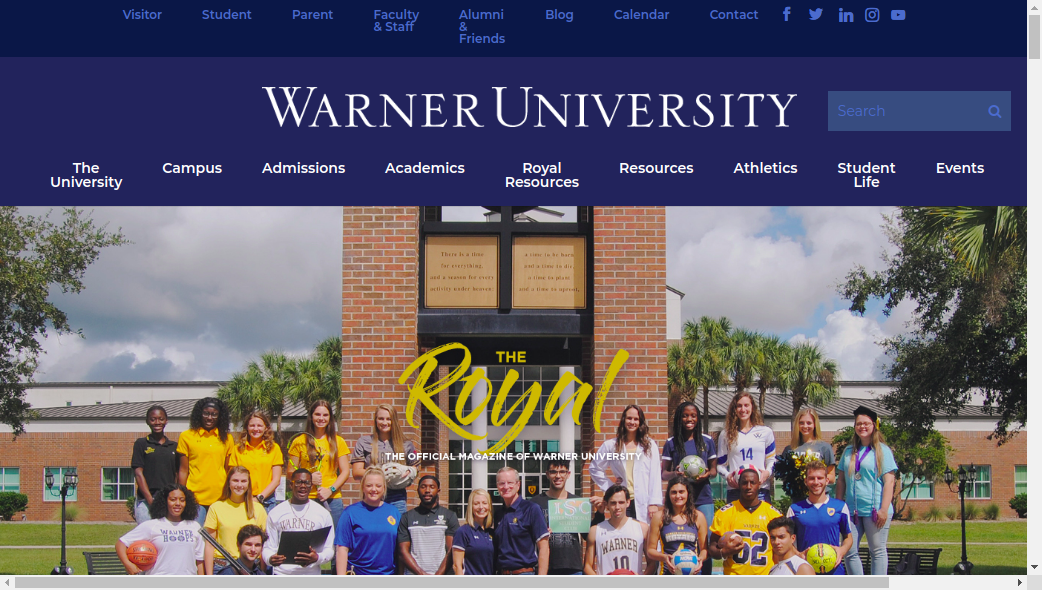 Visitor Student Parent Faculty & Staff Alumni & Friends Blog Calendar Contact
WARNER UNIVERSITY
Search
The University Campus Admissions Academics Royal Resources Resources Athletics Student Life Events
There is a time
for everything,
and a season for every
activity under heaven:
a time to be born
and a time to die,
a time to plant
and a time to uproot,
THE
Royal
THE OFFICIAL MAGAZINE OF WARNER UNIVERSITY
14
WARNER
HOOPS
WARNER
TSC
WARNER
10
52